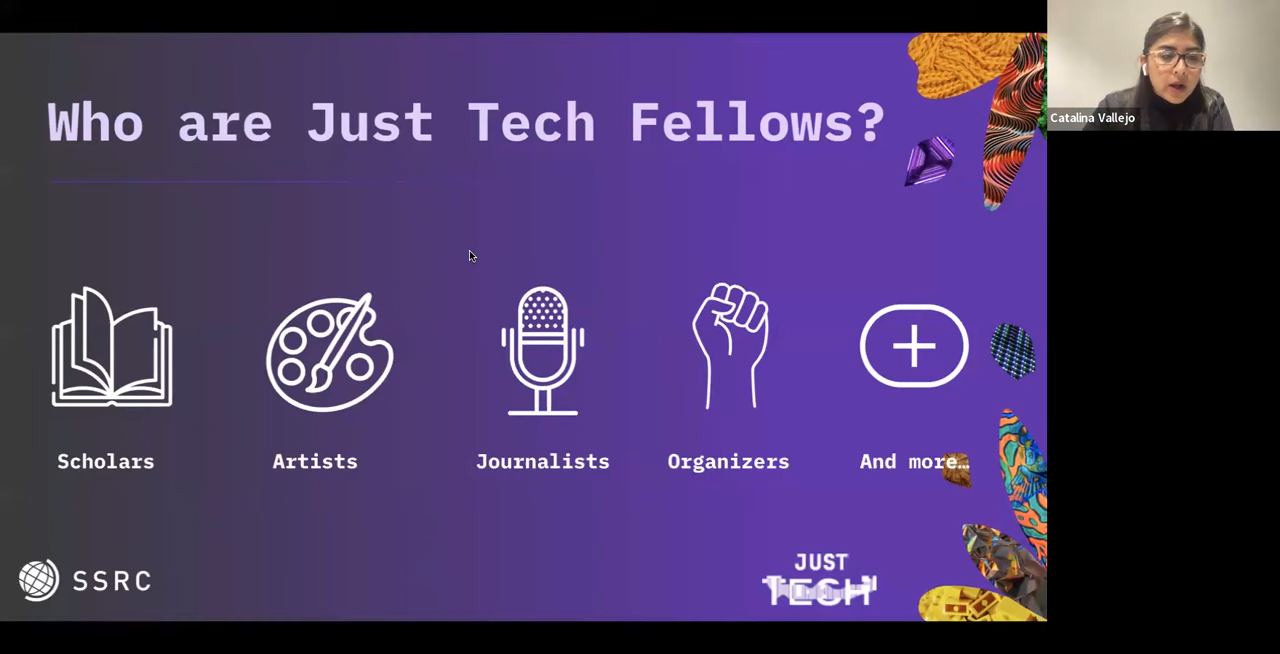 Who are Just Tech Fellows?
Catalina Vallejo
Scholars
Artists
Journalists
Organizers
And more…
SSRC
JUST
TECH